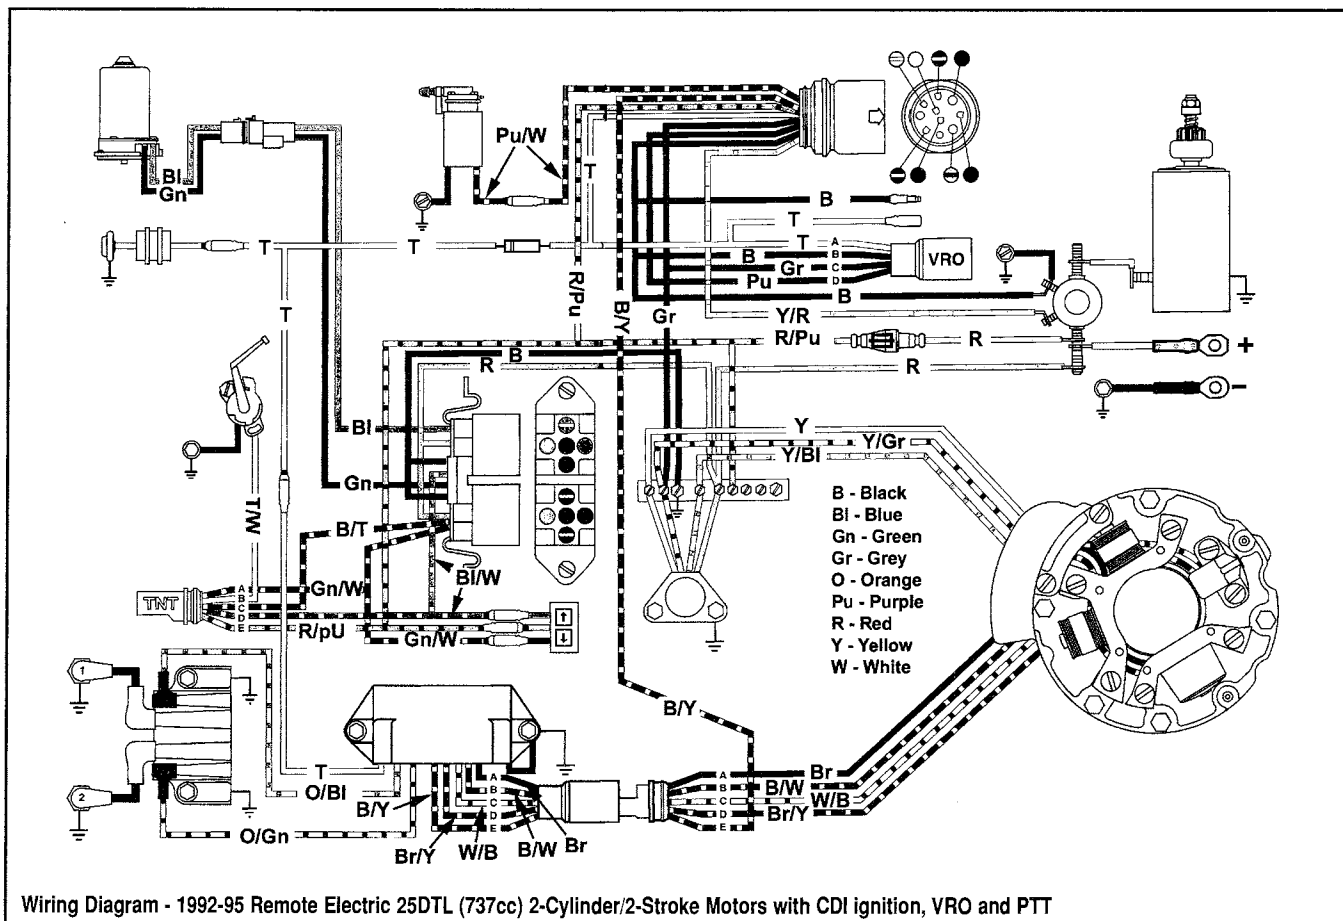 Pu/W
T
Bl
Gn
B
T
T
T
T
A
B
B
C
D
Gr
Pu
VRO
B
T
R/Pu
B/Y
Gr
Y/R
R/Pu
R
+
B
R
R
-
Bl
Y
Y/Gr
Y/Bl
Gn
T/W
B/T
B - Black
Bl - Blue
Gn - Green
Gr - Grey
O - Orange
Pu - Purple
R - Red
Y - Yellow
W - White
Bl/W
TNT
A
B
C
D
E
Gn/W
R/pU
Gn/W
1
2
B/Y
T
O/Bl
O/Gn
B/Y
Br/Y
W/B
B/W
Br
A
B
C
D
E
A
B
C
D
E
Br
B/W
W/B
Br/Y
Wiring Diagram - 1992-95 Remote Electric 25DTL (737cc) 2-Cylinder/2-Stroke Motors with CDI ignition, VRO and PTT